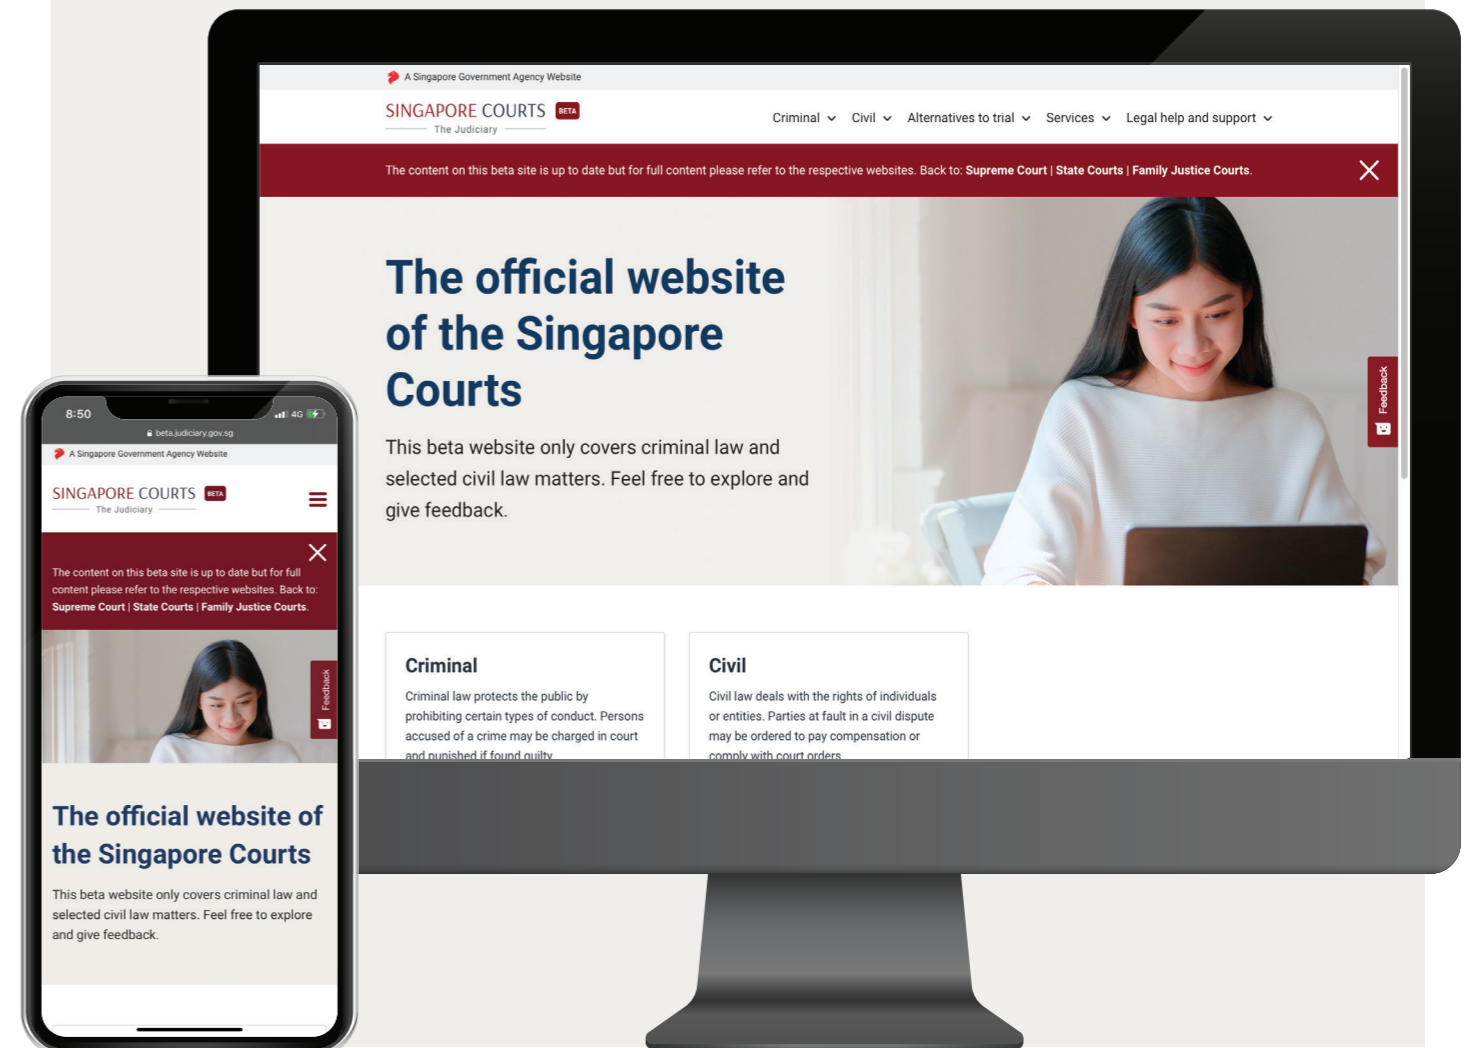 A Singapore Government Agency Website
SINGAPORE COURTS BETA
The Judiciary
Criminal Civil Alternatives to trial Services Legal help and support
The content on this beta site is up to date but for full content please refer to the respective websites. Back to: Supreme Court | State Courts | Family Justice Courts.
The official website
of the Singapore
Courts
This beta website only covers criminal law and
selected civil law matters. Feel free to explore and
give feedback.
Feedback
Criminal
Criminal law protects the public by
prohibiting certain types of conduct. Persons
accused of a crime may be charged in court
and punished if found guilty
Civil
Civil law deals with the rights of individuals
or entities. Parties at fault in a civil dispute
may be ordered to pay compensation or
comply with court orders
8:50 4G
beta.judiciary.gov.sg
A Singapore Government Agency Website
SINGAPORE COURTS BETA
The Judiciary
The content on this beta site is up to date but for full
content please refer to the respective websites. Back to:
Supreme Court | State Courts | Family Justice Courts.
Feedback
The official website of
the Singapore Courts
This beta website only covers criminal law and
selected civil law matters. Feel free to explore
and give feedback.